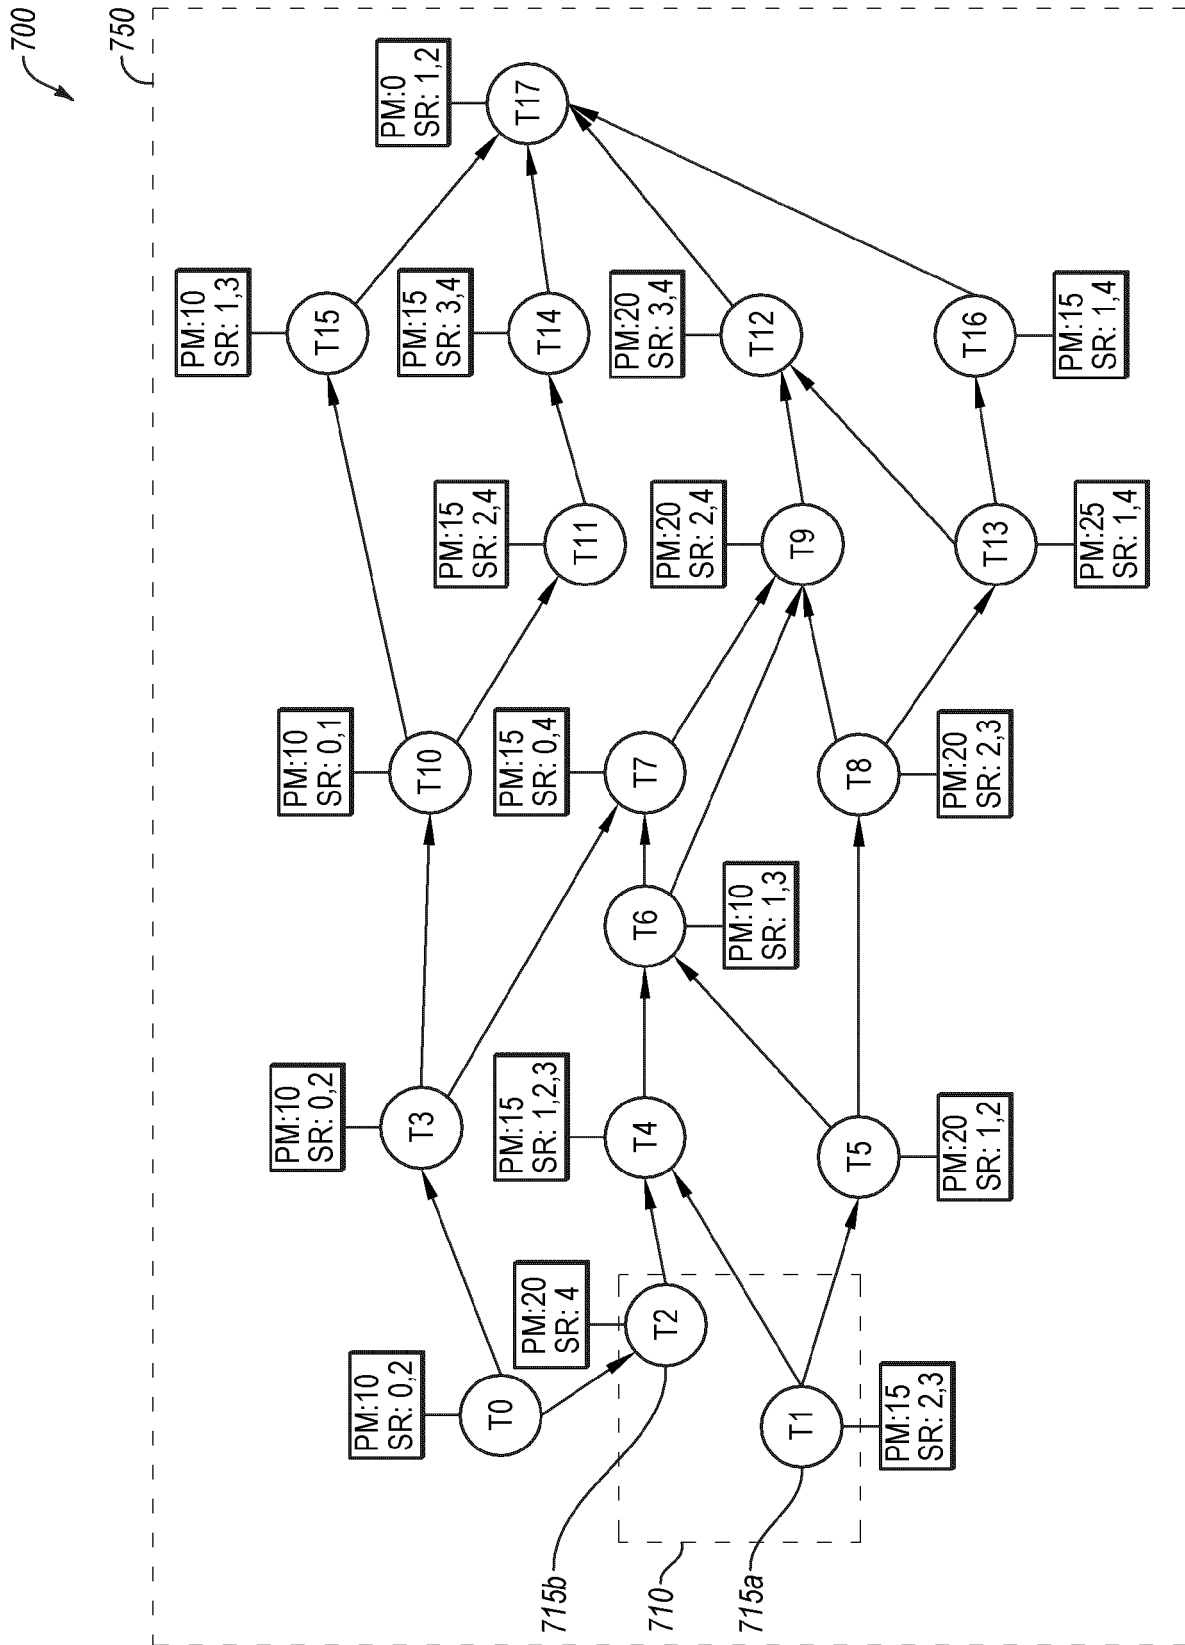 700
750
PM:0
SR: 1,2
T17
PM:10
SR: 1,3
T15
PM:15
SR: 3,4
T14
PM:20
SR: 3,4
T12
T16
PM:15
SR: 1,4
PM:15
SR: 2,4
T11
PM:20
SR: 2,4
T9
T13
PM:25
SR: 1,4
PM:10
SR: 0,1
T10
PM:15
SR: 0,4
T7
T8
PM:20
SR: 2,3
T6
PM:10
SR: 1,3
PM:10
SR: 0,2
T3
PM:15
SR: 1,2,3
T4
T5
PM:20
SR: 1,2
PM:10
SR: 0,2
T0
PM:20
SR: 4
T2
T1
PM:15
SR: 2,3
715b
710
715a